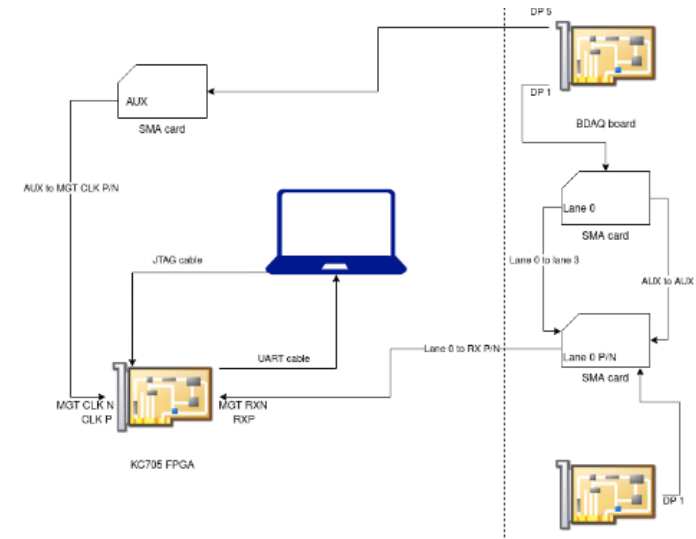 DP 5
AUX
SMA card
DP 1
BDAQ board
AUX to MGT CLK P/N
Lane 0
SMA card
JTAG cable
Lane 0 to lane 3
AUX to AUX
Lane 0 to RX P/N
UART cable
Lane 0 P/N
SMA card
MGT CLK N
CLK P
MGT RXN
RXP
KC705 FPGA
DP 1